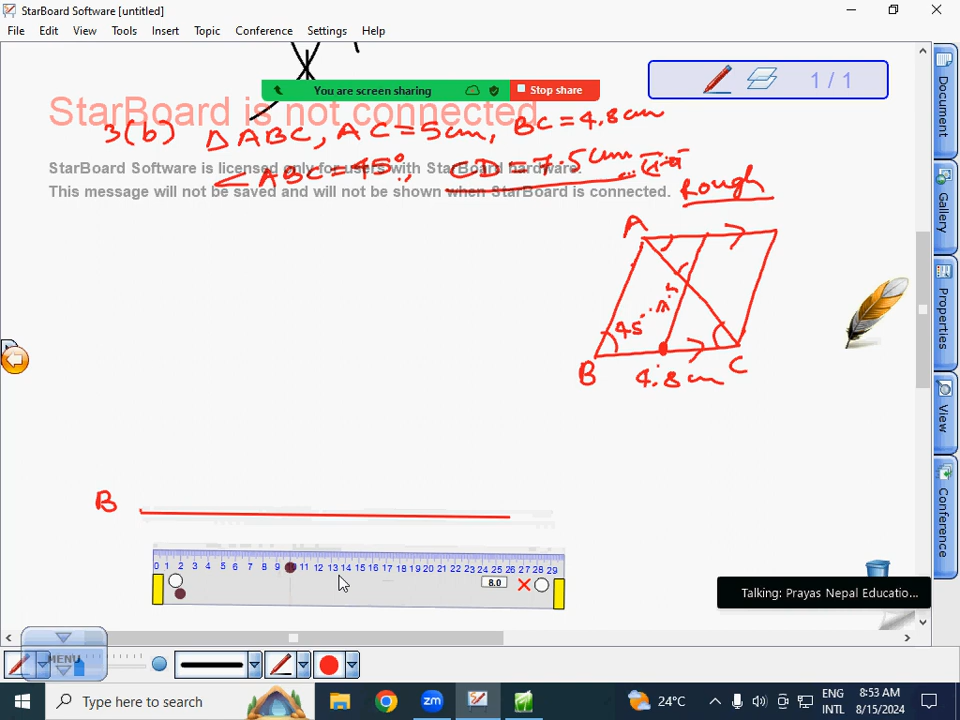 StarBoard Software [untitled]
File Edit View Tools Insert Topic Conference Settings Help
You are screen sharing Stop share
1 / 1
StarBoard is not connected
3(b) △ABC, AC=5cm, BC=4.8cm
StarBoard Software is licensed only for users with StarBoard hardware.
∠ABC=45°, CD=7.5cm
This message will not be saved and will not be shown when StarBoard is connected.
Rough
A
45°
B 4.8cm C
B
0 1 2 3 4 5 6 7 8 9 10 11 12 13 14 15 16 17 18 19 20 21 22 23 24 25 26 27 28 29
8.0
Document
Gallery
Properties
View
Conference
Talking: Prayas Nepal Educatio...
MENU
Type here to search
24°C
ENG
INTL
8:53 AM
8/15/2024